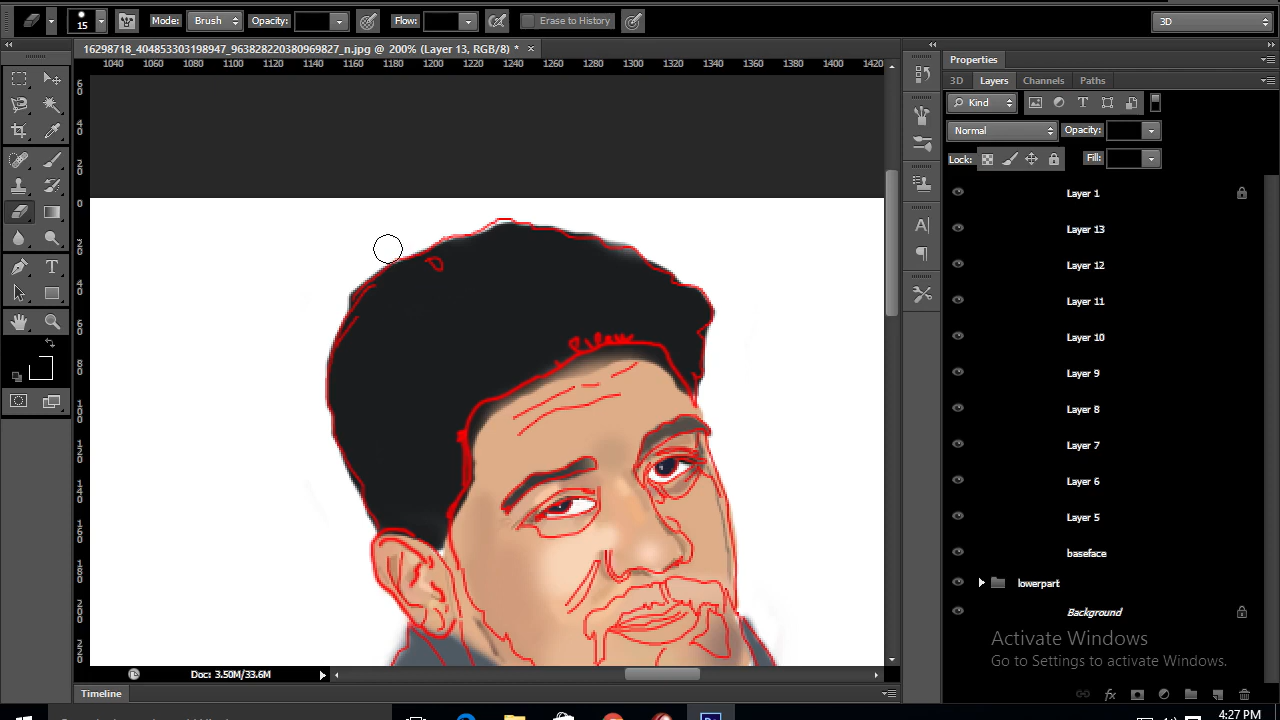 15 Mode: Brush Opacity: Flow: Erase to History 3D
16298718_404853303198947_963828220380969827_n.jpg @ 200% (Layer 13, RGB/8) * ×
1040 1060 1080 1100 1120 1140 1160 1180 1200 1220 1240 1260 1280 1300 1320 1340 1360 1380 1400 1420
Properties
3D Layers Channels Paths
Kind
Normal Opacity:
Lock: Fill:
Layer 1
Layer 13
Layer 12
Layer 11
Layer 10
Layer 9
Layer 8
Layer 7
Layer 6
Layer 5
baseface
lowerpart
Background
Activate Windows
Go to Settings to activate Windows.
Doc: 3.50M/33.6M
Timeline
4:27 PM